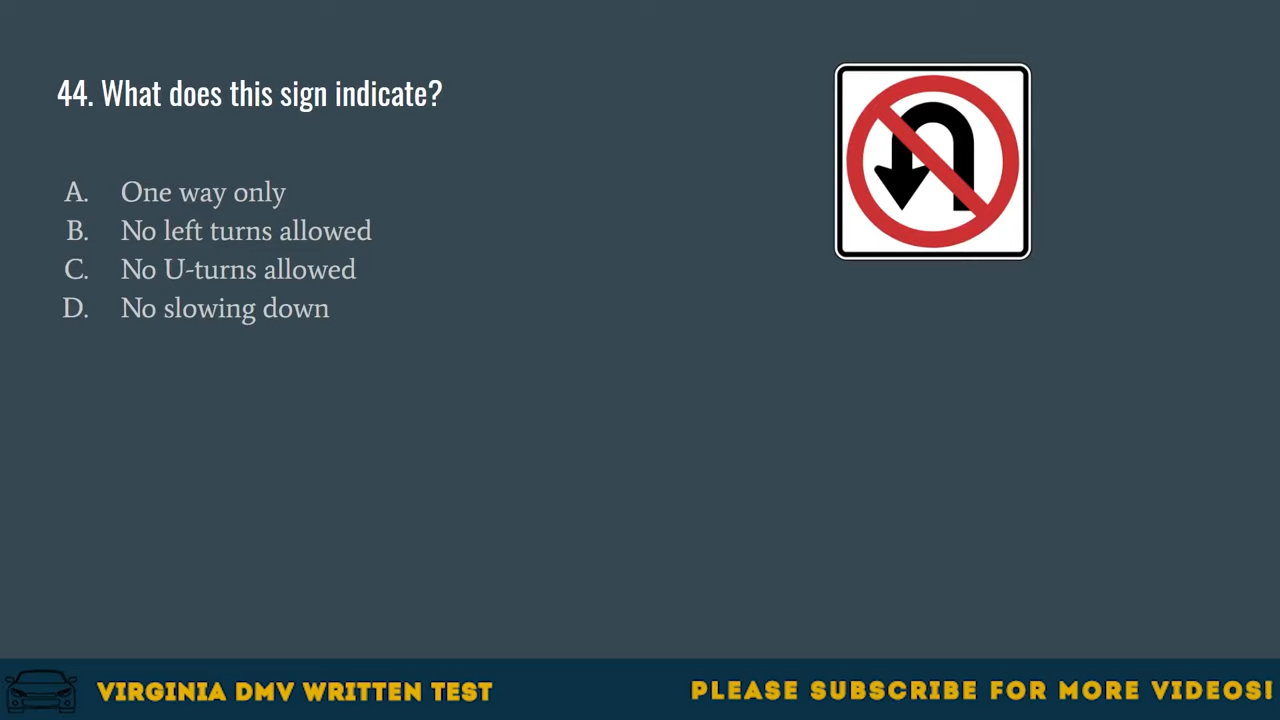 44. What does this sign indicate?
A. One way only
B. No left turns allowed
C. No U-turns allowed
D. No slowing down
VIRGINIA DMV WRITTEN TEST
PLEASE SUBSCRIBE FOR MORE VIDEOS!